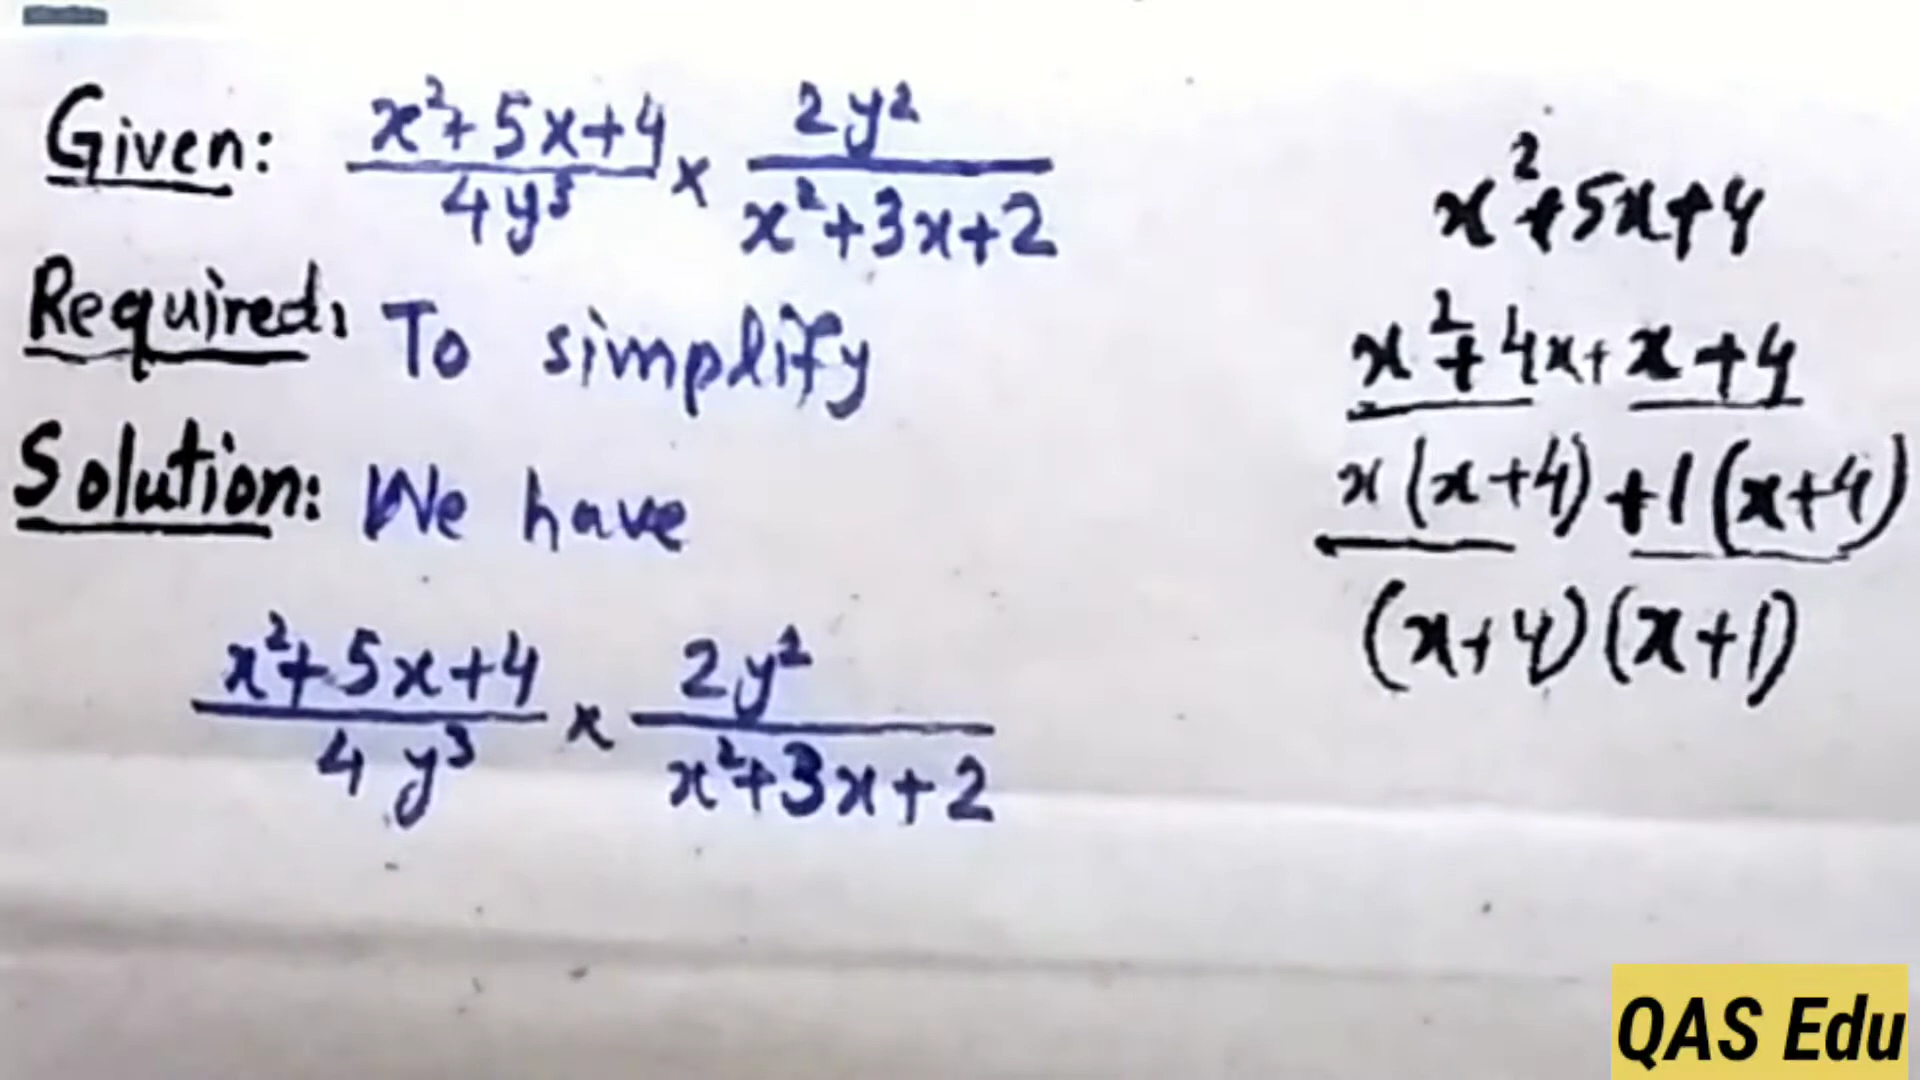 Given: x²+5x+4/4y³ × 2y²/x²+3x+2
Required: To simplify
Solution: We have
x²+5x+4/4y³ × 2y²/x²+3x+2
x²+5x+4
x²+4x+x+4
x(x+4)+1(x+4)
(x+4)(x+1)
QAS Edu